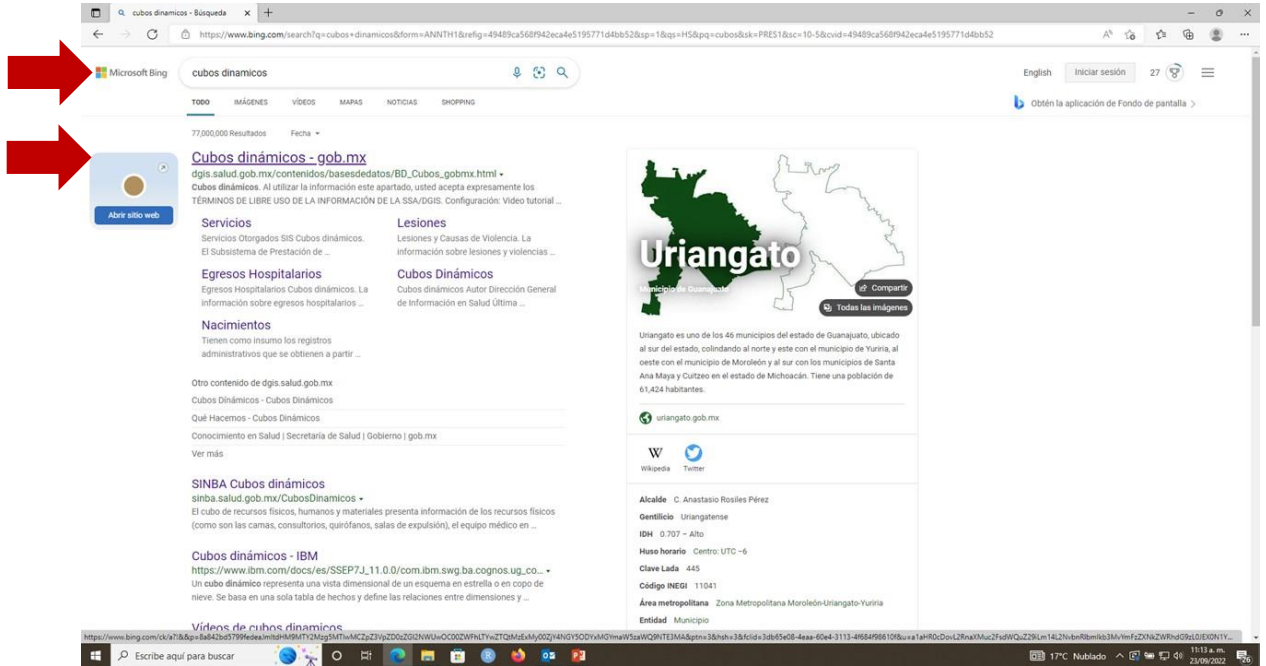 cubos dinamicos - Búsqueda
https://www.bing.com/search?q=cubos+dinamicos&form=ANNTH1&refig=49489ca568f942eca4e5195771d4bb52&sp=1&qs=HS&pq=cubos&sk=PRES1&sc=10-5&cvid=49489ca568f942eca4e5195771d4bb52
Microsoft Bing
cubos dinamicos
English
Iniciar sesión
27
TODO IMÁGENES VÍDEOS MAPAS NOTICIAS SHOPPING
Obtén la aplicación de Fondo de pantalla >
77,000,000 Resultados Fecha
Abrir sitio web
Cubos dinámicos - gob.mx
dgis.salud.gob.mx/contenidos/basesdedatos/BD_Cubos_gobmx.html
Cubos dinámicos. Al utilizar la información este apartado, usted acepta expresamente los
TÉRMINOS DE LIBRE USO DE LA INFORMACIÓN DE LA SSA/DGIS. Configuración: Video tutorial ...
Servicios
Servicios Otorgados SIS Cubos dinámicos.
El Subsistema de Prestación de ...
Lesiones
Lesiones y Causas de Violencia. La
información sobre lesiones y violencias ...
Egresos Hospitalarios
Egresos Hospitalarios Cubos dinámicos. La
información sobre egresos hospitalarios ...
Cubos Dinámicos
Cubos dinámicos Autor Dirección General
de Información en Salud Última ...
Nacimientos
Tienen como insumo los registros
administrativos que se obtienen a partir ...
Otro contenido de dgis.salud.gob.mx
Cubos Dínámicos - Cubos Dinámicos
Qué Hacemos - Cubos Dinámicos
Conocimiento en Salud | Secretaría de Salud | Gobierno | gob.mx
Ver más
SINBA Cubos dinámicos
sinba.salud.gob.mx/CubosDinamicos
El cubo de recursos físicos, humanos y materiales presenta información de los recursos físicos
(como son las camas, consultorios, quirófanos, salas de expulsión), el equipo médico en ...
Cubos dinámicos - IBM
https://www.ibm.com/docs/es/SSEP7J_11.0.0/com.ibm.swg.ba.cognos.ug_co...
Un cubo dinámico representa una vista dimensional de un esquema en estrella o en copo de
nieve. Se basa en una sola tabla de hechos y define las relaciones entre dimensiones y ...
Vídeos de cubos dinamicos
Uriangato
Municipio de Guanajuato
Compartir
Todas las imágenes
Uriangato es uno de los 46 municipios del estado de Guanajuato, ubicado
al sur del estado, colindando al norte y este con el municipio de Yuriria, al
oeste con el municipio de Moroleón y al sur con los municipios de Santa
Ana Maya y Cuitzeo en el estado de Michoacán. Tiene una población de
61,424 habitantes.
uriangato.gob.mx
W
Wikipedia Twitter
Alcalde C. Anastasio Rosiles Pérez
Gentilicio Uriangatense
IDH 0.707 – Alto
Huso horario Centro: UTC −6
Clave Lada 445
Código INEGI 11041
Área metropolitana Zona Metropolitana Moroleón-Uriangato-Yuriria
Entidad Municipio
Escribe aquí para buscar
17°C Nublado
11:13 a. m.
23/09/2022
26